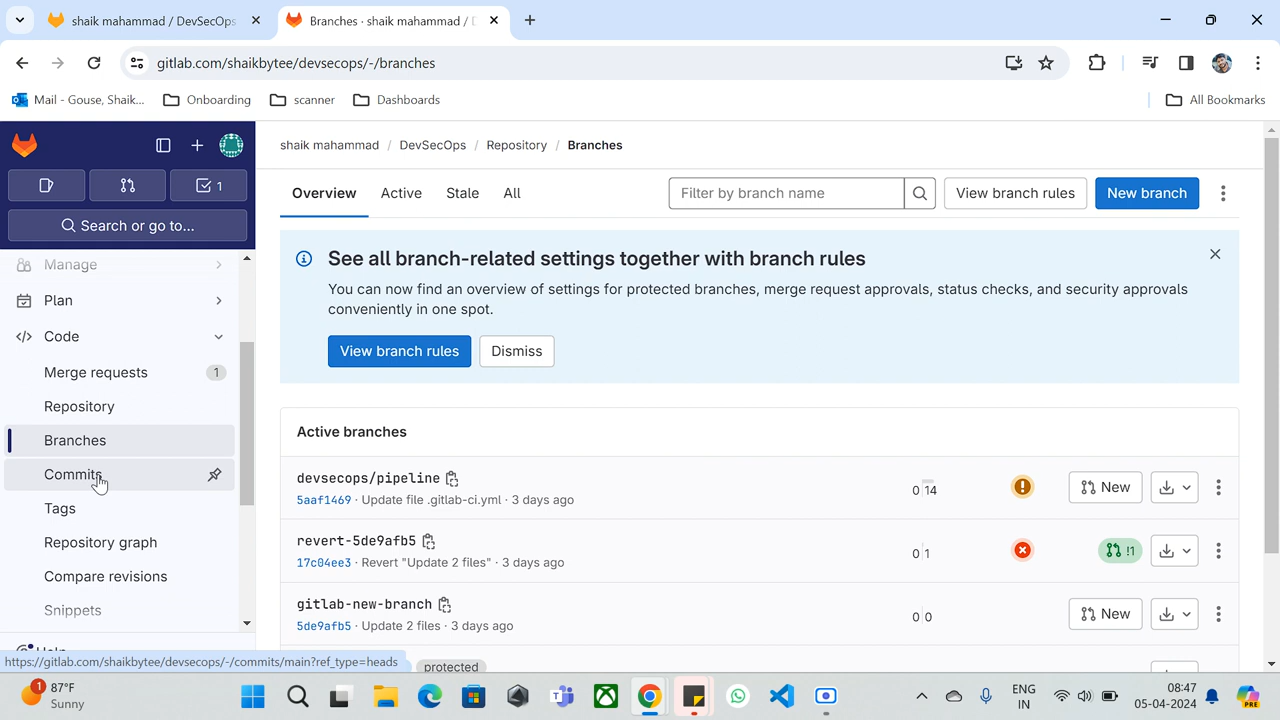 shaik mahammad / DevSecOps
Branches · shaik mahammad / D
gitlab.com/shaikbytee/devsecops/-/branches
Mail - Gouse, Shaik...
Onboarding
scanner
Dashboards
All Bookmarks
1
Search or go to...
Manage
Plan
Code
Merge requests 1
Repository
Branches
Commits
Tags
Repository graph
Compare revisions
Snippets
Help
shaik mahammad / DevSecOps / Repository / Branches
Overview
Active
Stale
All
Filter by branch name
View branch rules
New branch
See all branch-related settings together with branch rules
You can now find an overview of settings for protected branches, merge request approvals, status checks, and security approvals
conveniently in one spot.
View branch rules
Dismiss
Active branches
devsecops/pipeline
5aaf1469 · Update file .gitlab-ci.yml · 3 days ago
0 14
New
revert-5de9afb5
17c04ee3 · Revert "Update 2 files" · 3 days ago
0 1
!1
gitlab-new-branch
5de9afb5 · Update 2 files · 3 days ago
0 0
New
protected
https://gitlab.com/shaikbytee/devsecops/-/commits/main?ref_type=heads
1
87°F
Sunny
ENG
IN
08:47
05-04-2024
PRE